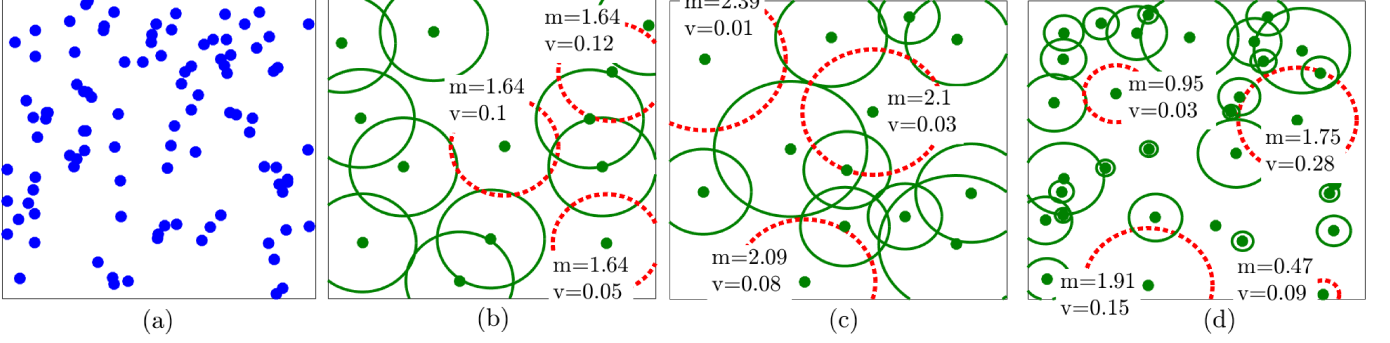 m=1.64
v=0.12
m=1.64
v=0.1
m=1.64
v=0.05
m=2.39
v=0.01
m=2.1
v=0.03
m=2.09
v=0.08
m=0.95
v=0.03
m=1.75
v=0.28
m=1.91
v=0.15
m=0.47
v=0.09
(a)
(b)
(c)
(d)